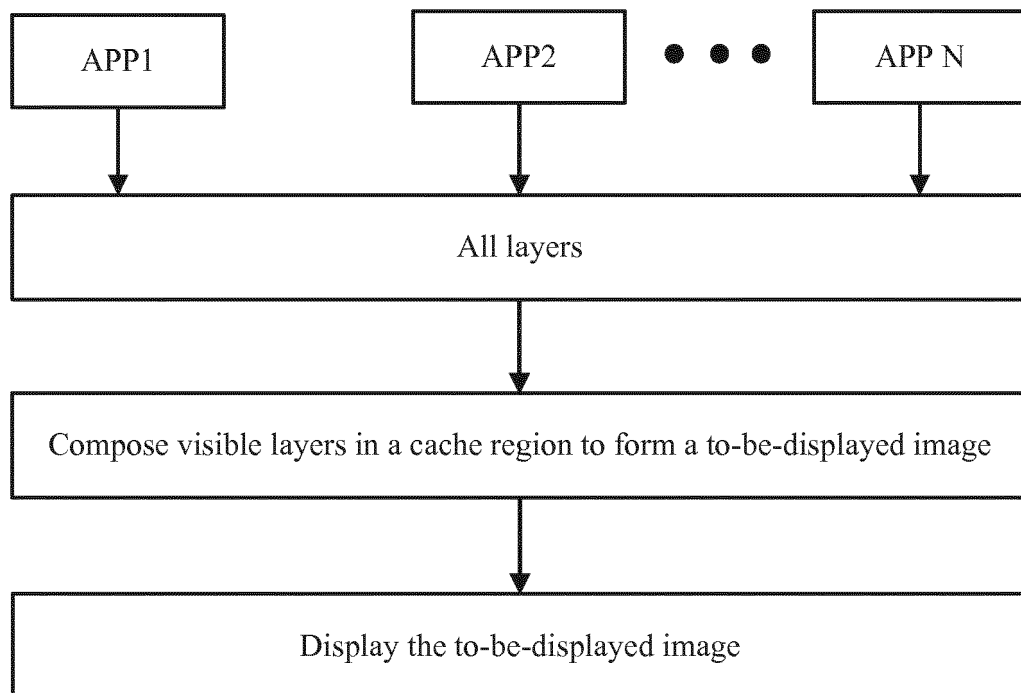 APP1
APP2
APP N
All layers
Compose visible layers in a cache region to form a to-be-displayed image
Display the to-be-displayed image